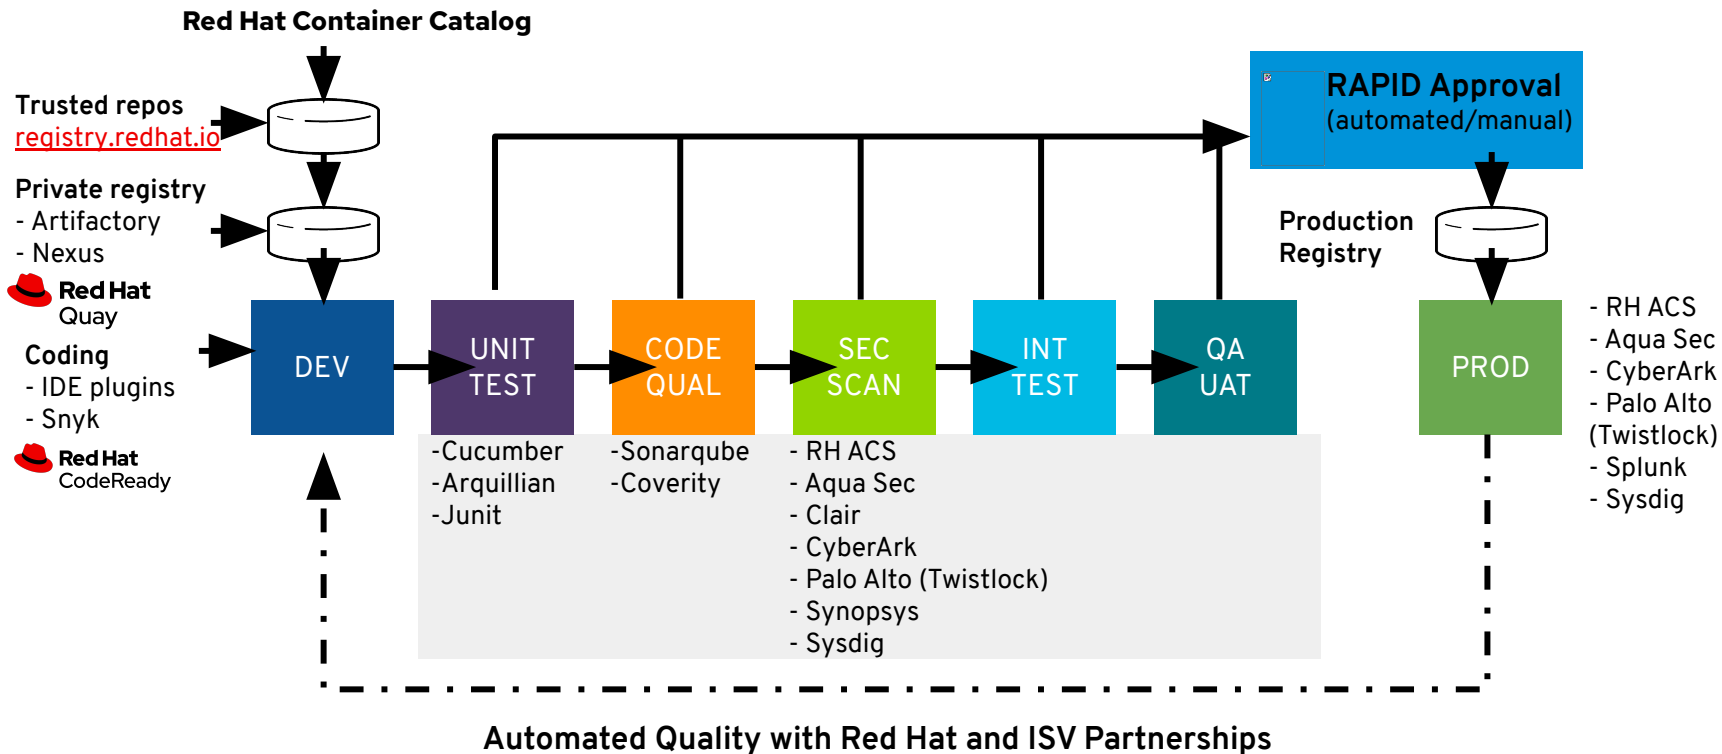 Red Hat Container Catalog
Trusted repos
registry.redhat.io
Private registry
- Artifactory
- Nexus
Red Hat
Quay
Coding
- IDE plugins
- Snyk
Red Hat
CodeReady
RAPID Approval
(automated/manual)
Production
Registry
DEV
UNIT
TEST
CODE
QUAL
SEC
SCAN
INT
TEST
QA
UAT
PROD
-Cucumber
-Arquillian
-Junit
-Sonarqube
-Coverity
- RH ACS
- Aqua Sec
- Clair
- CyberArk
- Palo Alto (Twistlock)
- Synopsys
- Sysdig
- RH ACS
- Aqua Sec
- CyberArk
- Palo Alto
(Twistlock)
- Splunk
- Sysdig
Automated Quality with Red Hat and ISV Partnerships